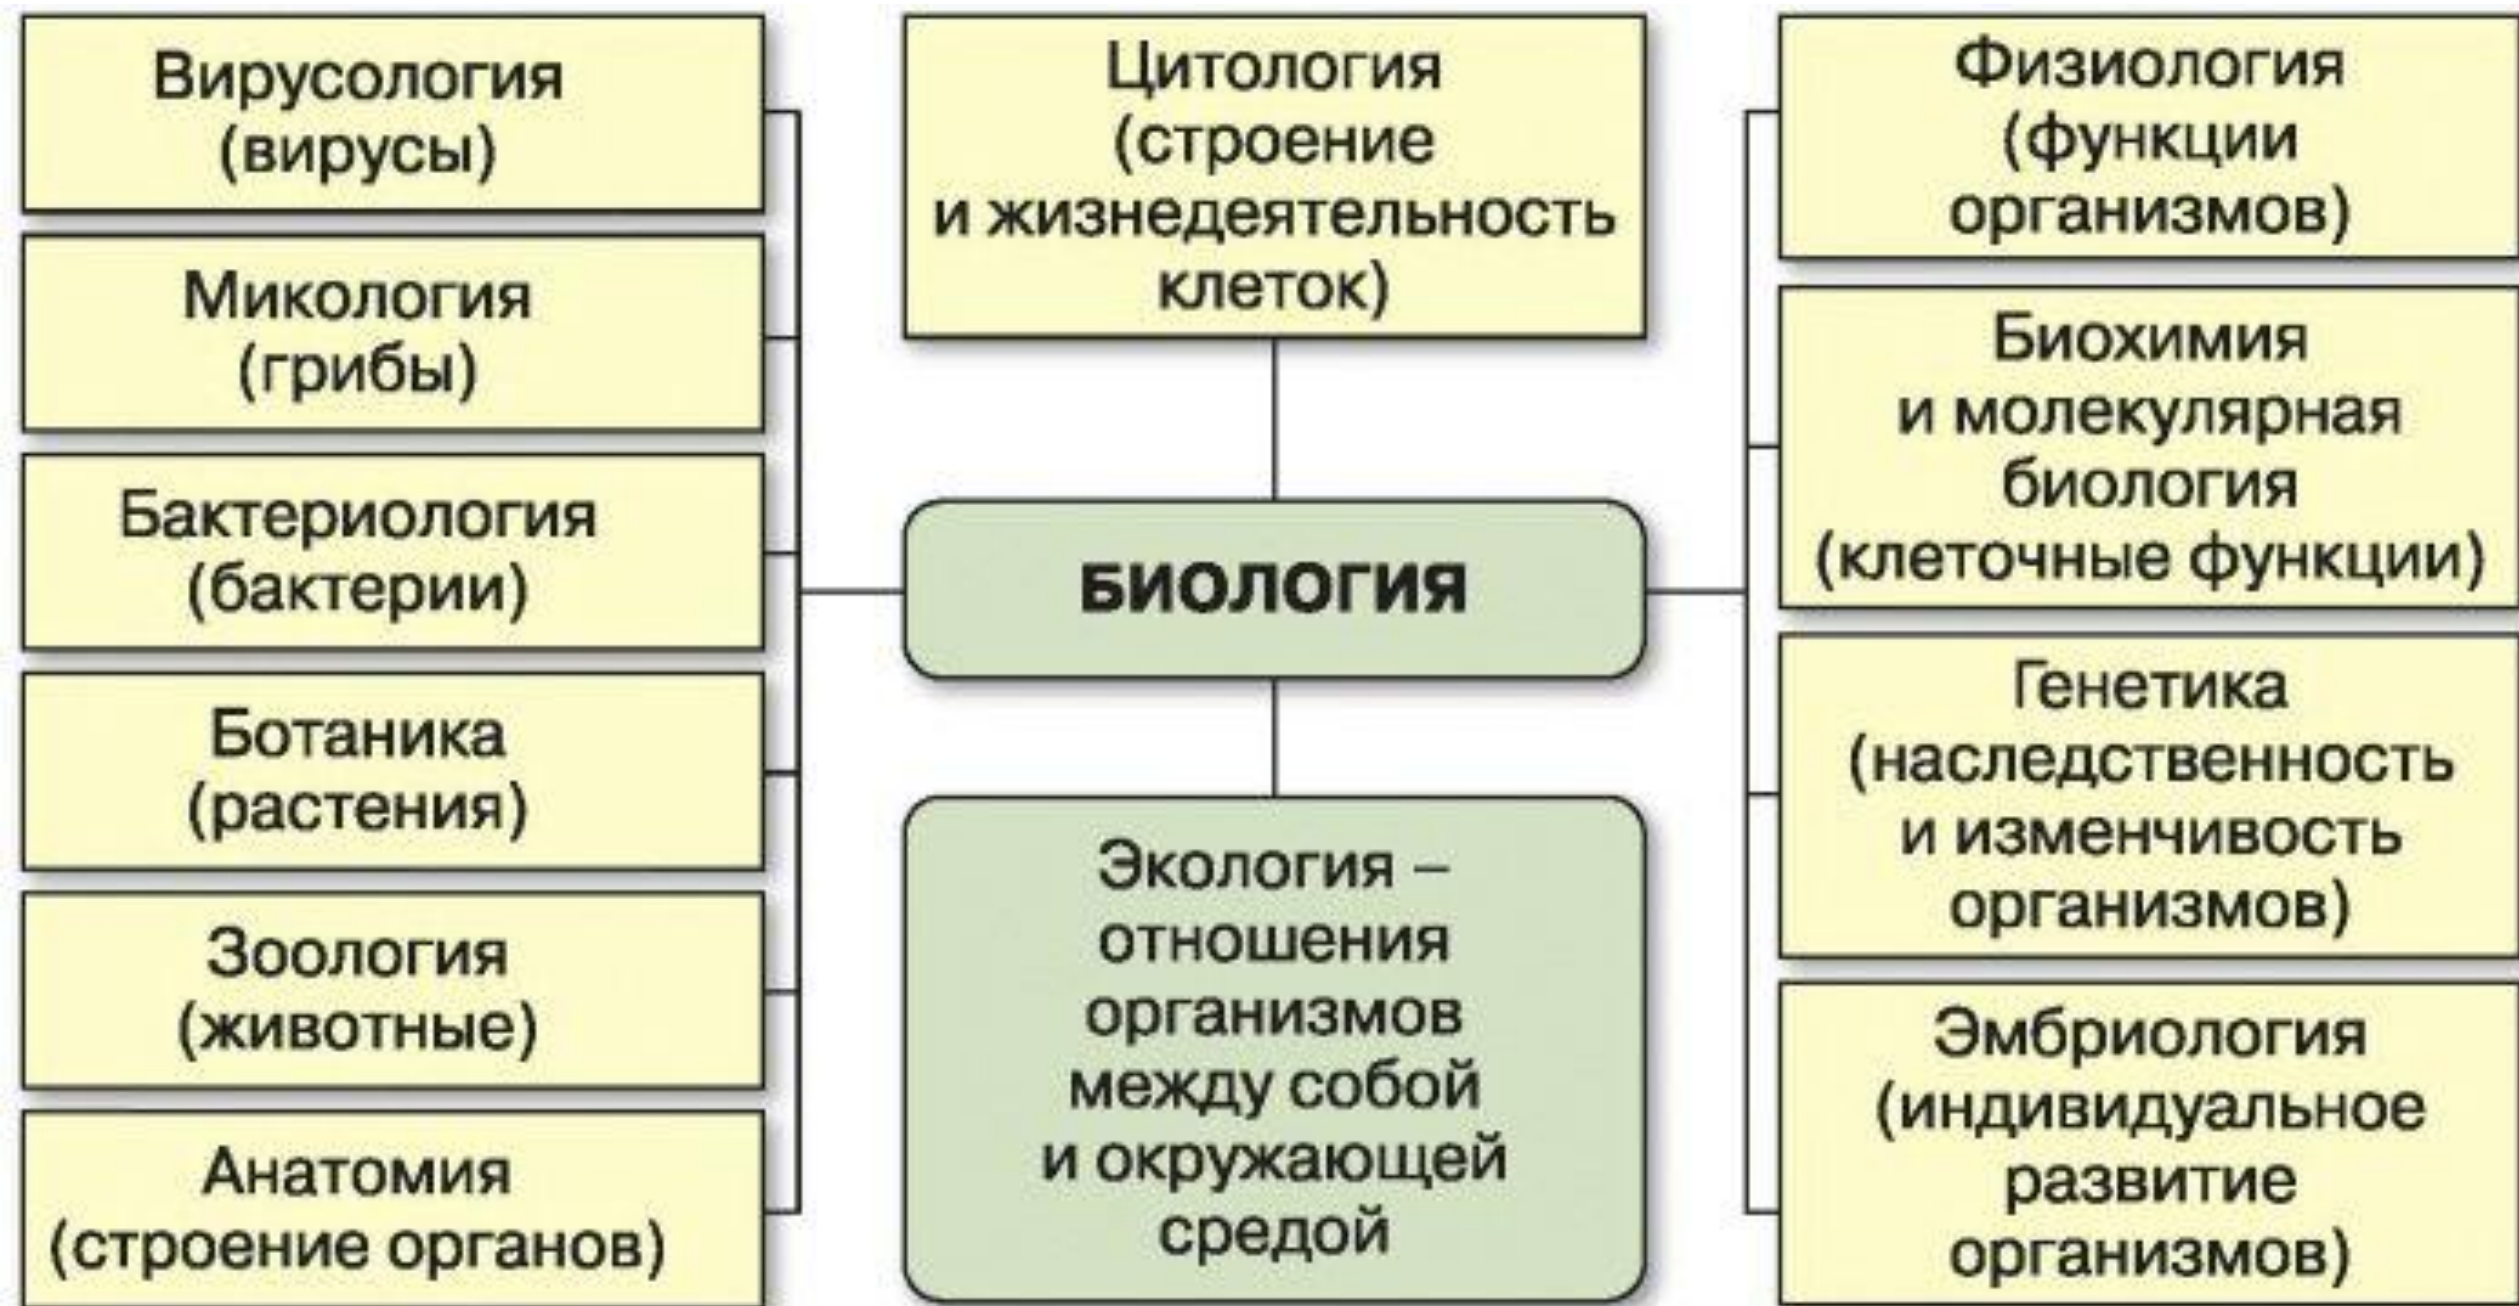 Вирусология
(вирусы)
Микология
(грибы)
Бактериология
(бактерии)
Ботаника
(растения)
Зоология
(животные)
Анатомия
(строение органов)
Цитология
(строение
и жизнедеятельность
клеток)
БИОЛОГИЯ
Экология –
отношения
организмов
между собой
и окружающей
средой
Физиология
(функции
организмов)
Биохимия
и молекулярная
биология
(клеточные функции)
Генетика
(наследственность
и изменчивость
организмов)
Эмбриология
(индивидуальное
развитие
организмов)